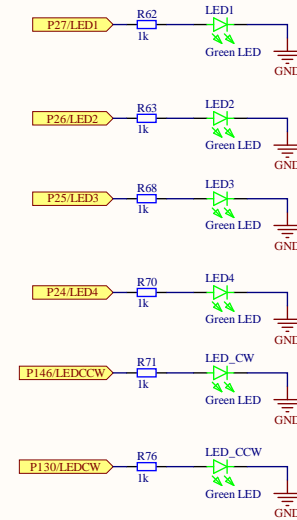 R62 LED1
P27/LED1
1k Green LED
GND
R63 LED2
P26/LED2
1k Green LED
GND
R68 LED3
P25/LED3
1k Green LED
GND
R70 LED4
P24/LED4
1k Green LED
GND
R71 LED_CW
P146/LEDCCW
1k Green LED
GND
R76 LED_CCW
P130/LEDCW
1k Green LED
GND